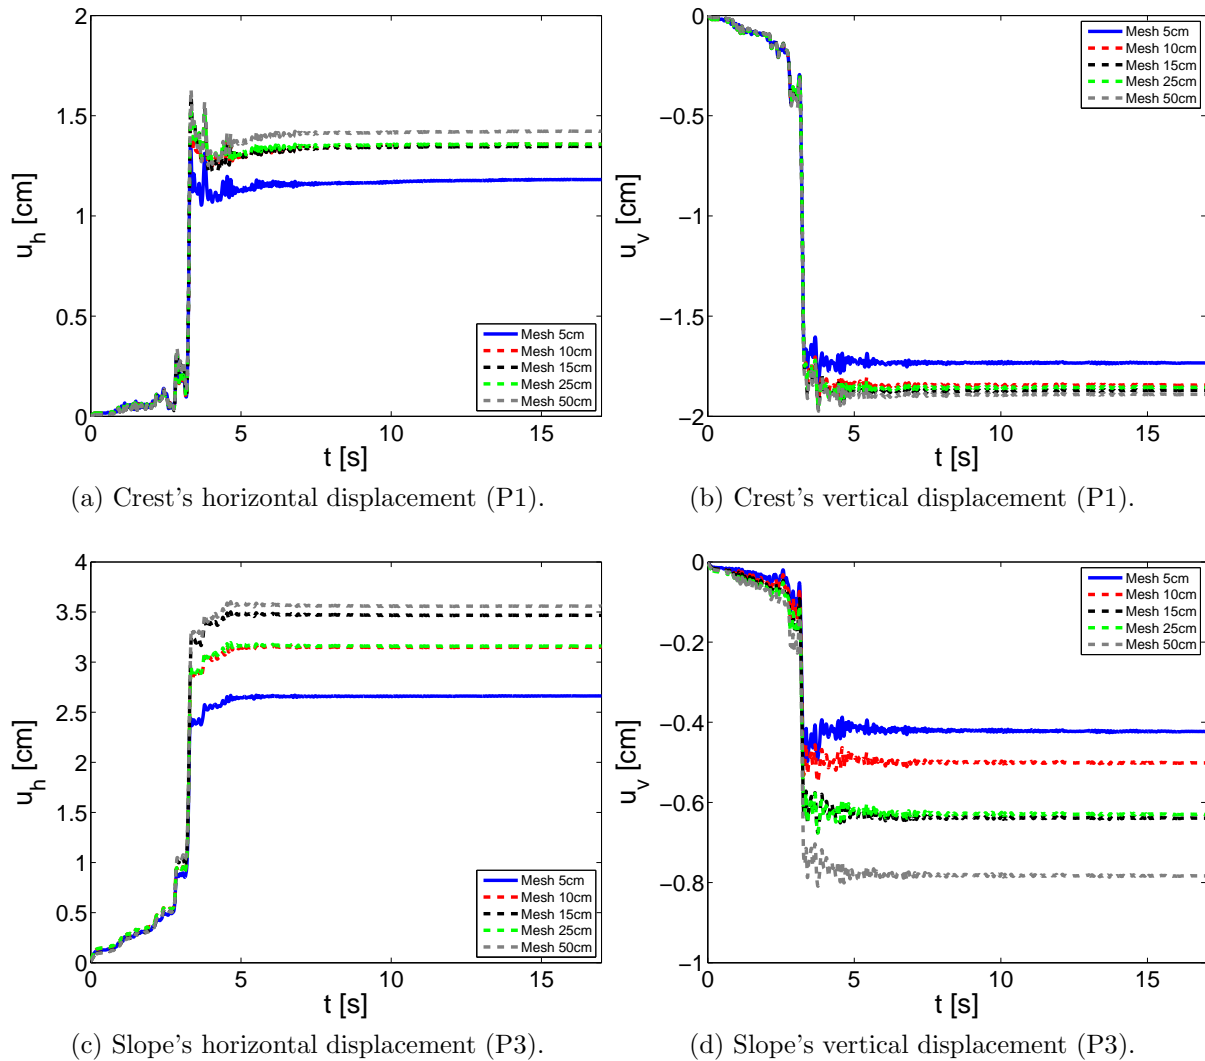 2
1.5
1
0.5
0
0
5
10
15
u_h [cm]
t [s]
Mesh 5cm
Mesh 10cm
Mesh 15cm
Mesh 25cm
Mesh 50cm
(a) Crest's horizontal displacement (P1).
0
−0.5
−1
−1.5
−2
0
5
10
15
u_v [cm]
t [s]
Mesh 5cm
Mesh 10cm
Mesh 15cm
Mesh 25cm
Mesh 50cm
(b) Crest's vertical displacement (P1).
4
3.5
3
2.5
2
1.5
1
0.5
0
0
5
10
15
u_h [cm]
t [s]
Mesh 5cm
Mesh 10cm
Mesh 15cm
Mesh 25cm
Mesh 50cm
(c) Slope's horizontal displacement (P3).
0
−0.2
−0.4
−0.6
−0.8
−1
0
5
10
15
u_v [cm]
t [s]
Mesh 5cm
Mesh 10cm
Mesh 15cm
Mesh 25cm
Mesh 50cm
(d) Slope's vertical displacement (P3).